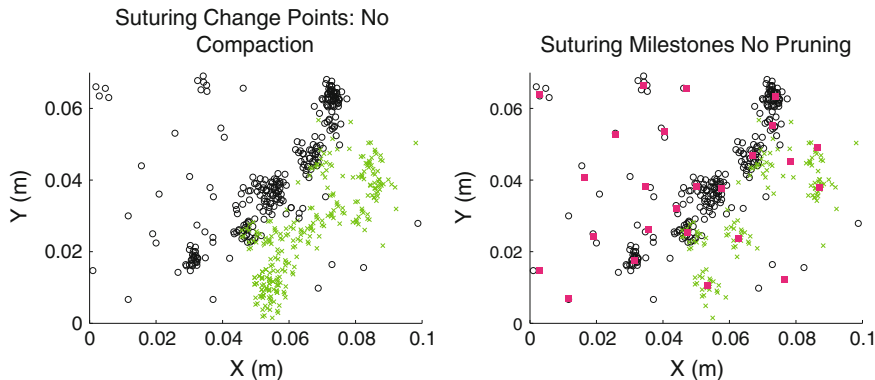 Suturing Change Points: No
Compaction
Y (m)
0.06
0.04
0.02
0
0 0.02 0.04 0.06 0.08 0.1
X (m)
Suturing Milestones No Pruning
Y (m)
0.06
0.04
0.02
0
0 0.02 0.04 0.06 0.08 0.1
X (m)